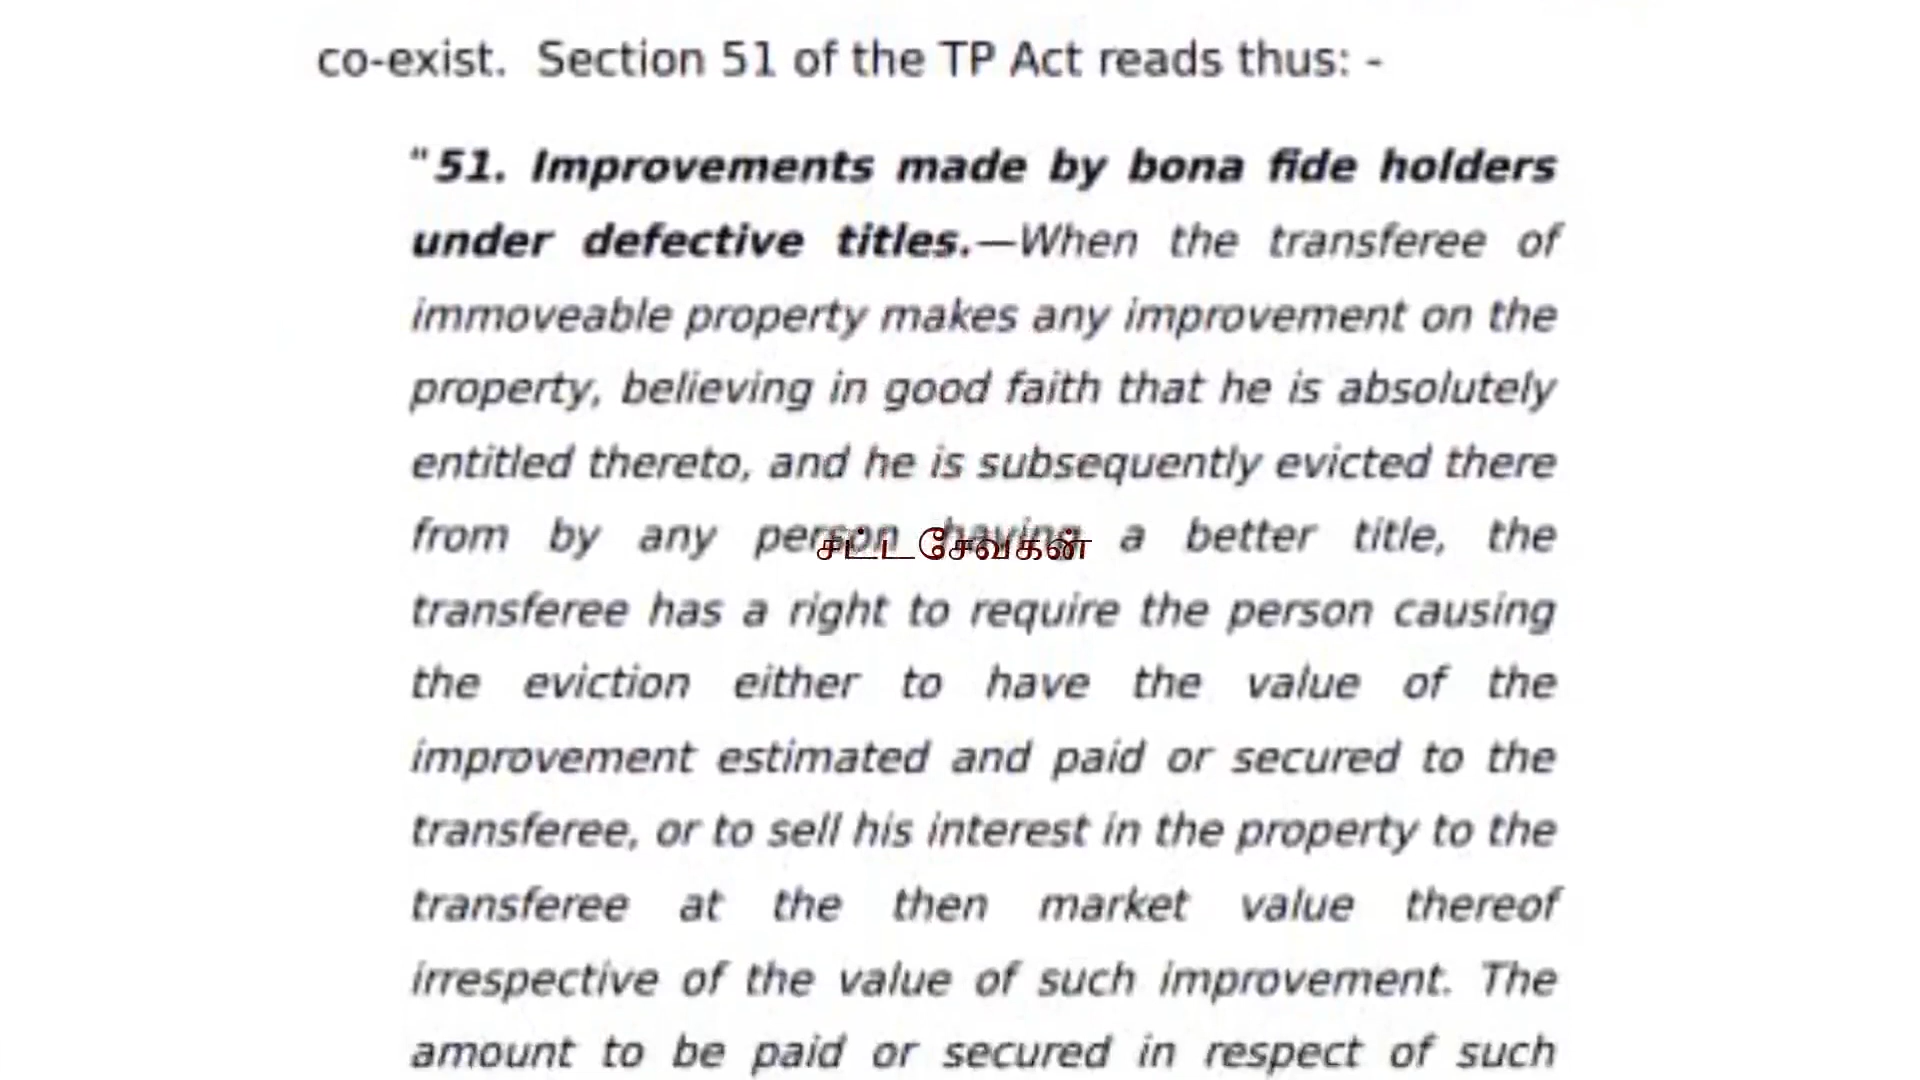 co-exist. Section 51 of the TP Act reads thus: -
"51. Improvements made by bona fide holders
under defective titles.—When the transferee of
immoveable property makes any improvement on the
property, believing in good faith that he is absolutely
entitled thereto, and he is subsequently evicted there
from by any person having a better title, the
சட்டசேவகன்
transferee has a right to require the person causing
the eviction either to have the value of the
improvement estimated and paid or secured to the
transferee, or to sell his interest in the property to the
transferee at the then market value thereof
irrespective of the value of such improvement. The
amount to be paid or secured in respect of such